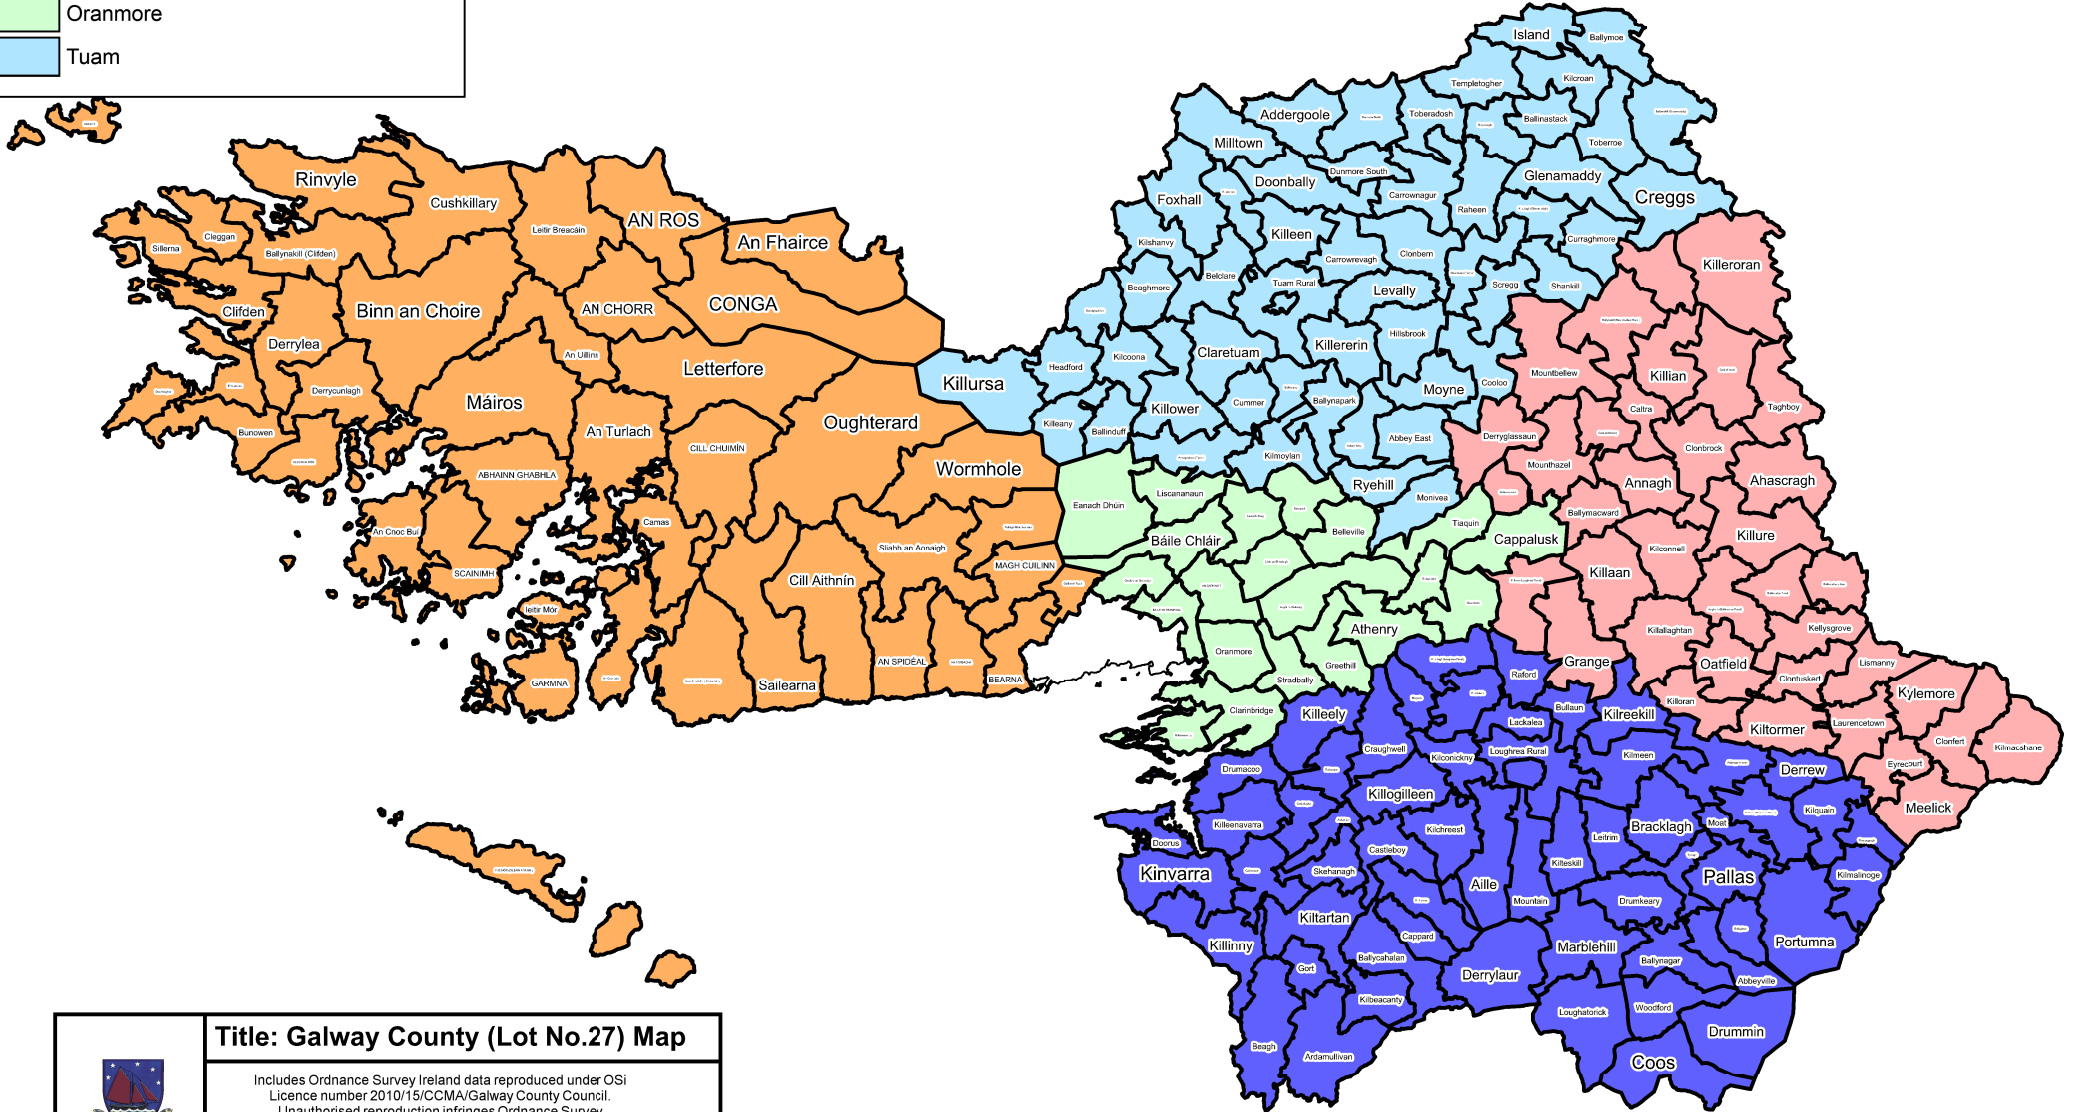 Oranmore
Tuam
Island
Ballymoe
Templetogher
Kilcroan
Addergoole
Toberadosh
Ballinastack
Milltown
Toberroe
Dunmore South
Doonbally
Glenamaddy
Rinvyle
Foxhall
Carrownagur
Creggs
Cushkillary
Raheen
AN ROS
Leitir Breacáin
Killeen
Cleggan
An Fhairce
Kilshanvy
Curraghmore
Sillerna
Ballynakill (Clifden)
Carrowrevagh
Clonbern
Killeroran
Belclare
Beaghmore
Tuam Rural
Levally
Scregg
Shankill
CONGA
AN CHORR
Binn an Choire
Clifden
Derrylea
Hillsbrook
Killererin
Claretuam
An Uillinn
Kilcoona
Headford
Letterfore
Killursa
Mountbellew
Killian
Cooloo
Moyne
Derrycunlagh
Máiros
Cummer
Ballynapark
Killower
Caltra
Taghboy
Oughterard
Killeany
Ballinduff
An Turlach
Bunowen
Abbey East
Derryglassaun
CILL CHUIMÍN
Clonbrock
Kilmoylan
Mounthazel
Wormhole
ABHAINN GHABHLA
Ryehill
Annagh
Ahascragh
Liscananaun
Monivea
Eanach Dhúin
Ballymacward
Camas
Tiaquin
An Cnoc Buí
Belleville
Báile Chláir
Cappalusk
Killure
Sliabh an Aonaigh
Kilconnell
MAGH CUILINN
SCAINIMH
Killaan
Cill Aithnín
leitir Mór
Athenry
Killallaghtan
Kellysgrove
Oranmore
AN SPIDÉAL
Greethill
Grange
Oatfield
Lismanny
Raford
Stradbally
BEARNA
Clontuskert
GARMNA
Sailearna
Kylemore
Killoran
Bullaun
Clarinbridge
Killeely
Kilreekill
Lackalea
Laurencetown
Kiltormer
Clonfert
Kilmacshane
Craughwell
Loughrea Rural
Kilconickny
Kilmeen
Eyrecourt
Drumacoo
Derrew
Killogilleen
Meelick
Kilquain
Killeenavarra
Moat
Bracklagh
Kilchreest
Leitrim
Doorus
Castleboy
Kilteskill
Skehanagh
Kinvarra
Pallas
Kilmalinoge
Aille
Mountain
Drumkeary
Kiltartan
Cappard
Portumna
Killinny
Marblehill
Ballycahalan
Ballynagar
Gort
Derrylaur
Abbeyville
Kilbeacanty
Woodford
Loughatorick
Drummin
Beagh
Ardamullivan
Coos
Title: Galway County (Lot No.27) Map
Includes Ordnance Survey Ireland data reproduced under OSi
Licence number 2010/15/CCMA/Galway County Council.
Unauthorised reproduction infringes Ordnance Survey